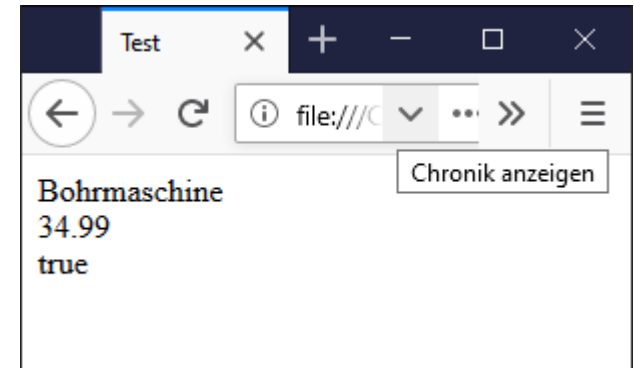 Test
file:///C
Chronik anzeigen
Bohrmaschine
34.99
true